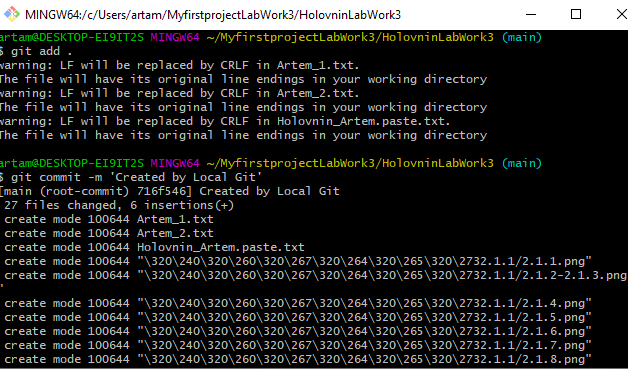 MINGW64:/c/Users/artam/MyfirstprojectLabWork3/HolovninLabWork3
artam@DESKTOP-EI9IT2S MINGW64 ~/MyfirstprojectLabWork3/HolovninLabWork3 (main)
$ git add .
warning: LF will be replaced by CRLF in Artem_1.txt.
The file will have its original line endings in your working directory
warning: LF will be replaced by CRLF in Artem_2.txt.
The file will have its original line endings in your working directory
warning: LF will be replaced by CRLF in Holovnin_Artem.paste.txt.
The file will have its original line endings in your working directory
artam@DESKTOP-EI9IT2S MINGW64 ~/MyfirstprojectLabWork3/HolovninLabWork3 (main)
$ git commit -m 'Created by Local Git'
[main (root-commit) 716f546] Created by Local Git
27 files changed, 6 insertions(+)
create mode 100644 Artem_1.txt
create mode 100644 Artem_2.txt
create mode 100644 Holovnin_Artem.paste.txt
create mode 100644 "\320\240\320\260\320\267\320\264\320\265\320\2732.1.1/2.1.1.png"
create mode 100644 "\320\240\320\260\320\267\320\264\320\265\320\2732.1.1/2.1.2-2.1.3.png
"
create mode 100644 "\320\240\320\260\320\267\320\264\320\265\320\2732.1.1/2.1.4.png"
create mode 100644 "\320\240\320\260\320\267\320\264\320\265\320\2732.1.1/2.1.5.png"
create mode 100644 "\320\240\320\260\320\267\320\264\320\265\320\2732.1.1/2.1.6.png"
create mode 100644 "\320\240\320\260\320\267\320\264\320\265\320\2732.1.1/2.1.7.png"
create mode 100644 "\320\240\320\260\320\267\320\264\320\265\320\2732.1.1/2.1.8.png"